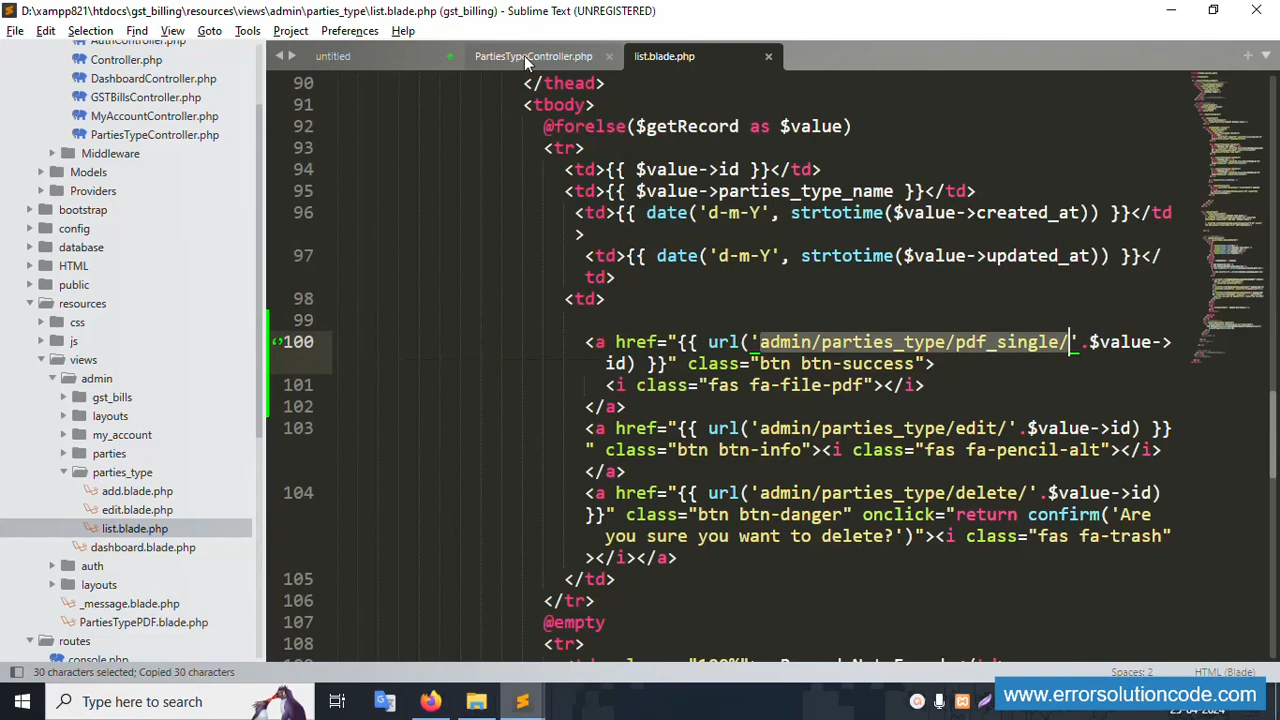 D:\xampp821\htdocs\gst_billing\resources\views\admin\parties_type\list.blade.php (gst_billing) - Sublime Text (UNREGISTERED)
File Edit Selection Find View Goto Tools Project Preferences Help
untitled PartiesTypeController.php list.blade.php
AuthController.php
Controller.php
DashboardController.php
GSTBillsController.php
MyAccountController.php
PartiesTypeController.php
Middleware
Models
Providers
bootstrap
config
database
HTML
public
resources
css
js
views
admin
gst_bills
layouts
my_account
parties
parties_type
add.blade.php
edit.blade.php
list.blade.php
dashboard.blade.php
auth
layouts
_message.blade.php
PartiesTypePDF.blade.php
routes
console.php
90 </thead>
91 <tbody>
92 @forelse($getRecord as $value)
93 <tr>
94 <td>{{ $value->id }}</td>
95 <td>{{ $value->parties_type_name }}</td>
96 <td>{{ date('d-m-Y', strtotime($value->created_at)) }}</td
>
97 <td>{{ date('d-m-Y', strtotime($value->updated_at)) }}</
td>
98 <td>
99
100 <a href="{{ url('admin/parties_type/pdf_single/'.$value->
id) }}" class="btn btn-success">
101 <i class="fas fa-file-pdf"></i>
102 </a>
103 <a href="{{ url('admin/parties_type/edit/'.$value->id) }}
" class="btn btn-info"><i class="fas fa-pencil-alt"></i>
</a>
104 <a href="{{ url('admin/parties_type/delete/'.$value->id)
}}" class="btn btn-danger" onclick="return confirm('Are
you sure you want to delete?')"><i class="fas fa-trash"
></i></a>
105 </td>
106 </tr>
107 @empty
108 <tr>
30 characters selected; Copied 30 characters Spaces: 2 HTML (Blade)
Type here to search
www.errorsolutioncode.com